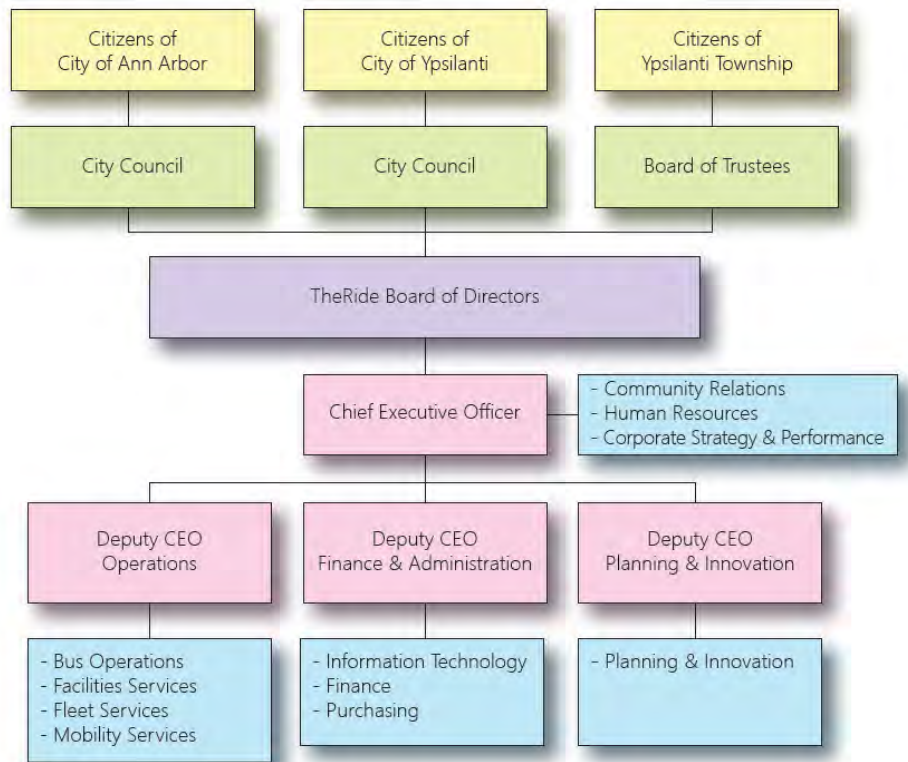 Citizens of
City of Ann Arbor
Citizens of
City of Ypsilanti
Citizens of
Ypsilanti Township
City Council
City Council
Board of Trustees
TheRide Board of Directors
Chief Executive Officer
- Community Relations
- Human Resources
- Corporate Strategy & Performance
Deputy CEO
Operations
Deputy CEO
Finance & Administration
Deputy CEO
Planning & Innovation
- Bus Operations
- Facilities Services
- Fleet Services
- Mobility Services
- Information Technology
- Finance
- Purchasing
- Planning & Innovation